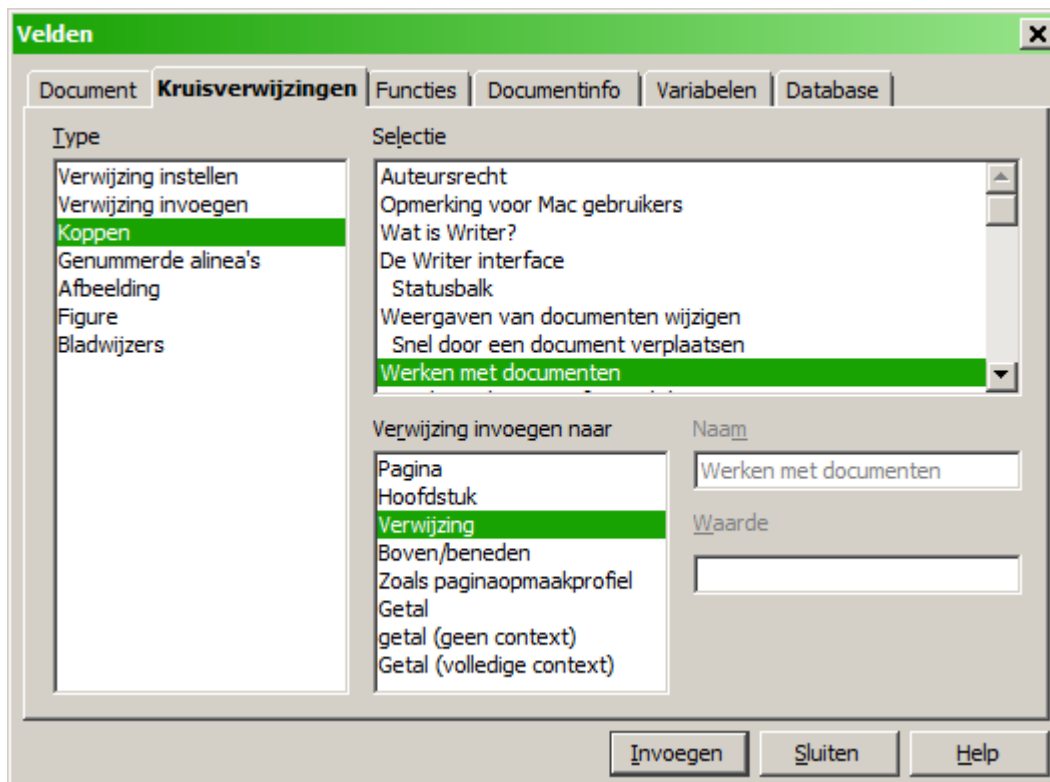 Velden
Document Kruisverwijzingen Functies Documentinfo Variabelen Database
Type
Verwijzing instellen
Verwijzing invoegen
Koppen
Genummerde alinea's
Afbeelding
Figure
Bladwijzers
Selectie
Auteursrecht
Opmerking voor Mac gebruikers
Wat is Writer?
De Writer interface
Statusbalk
Weergaven van documenten wijzigen
Snel door een document verplaatsen
Werken met documenten
Verwijzing invoegen naar
Pagina
Hoofdstuk
Verwijzing
Boven/beneden
Zoals paginaopmaakprofiel
Getal
getal (geen context)
Getal (volledige context)
Naam
Werken met documenten
Waarde
Invoegen Sluiten Help